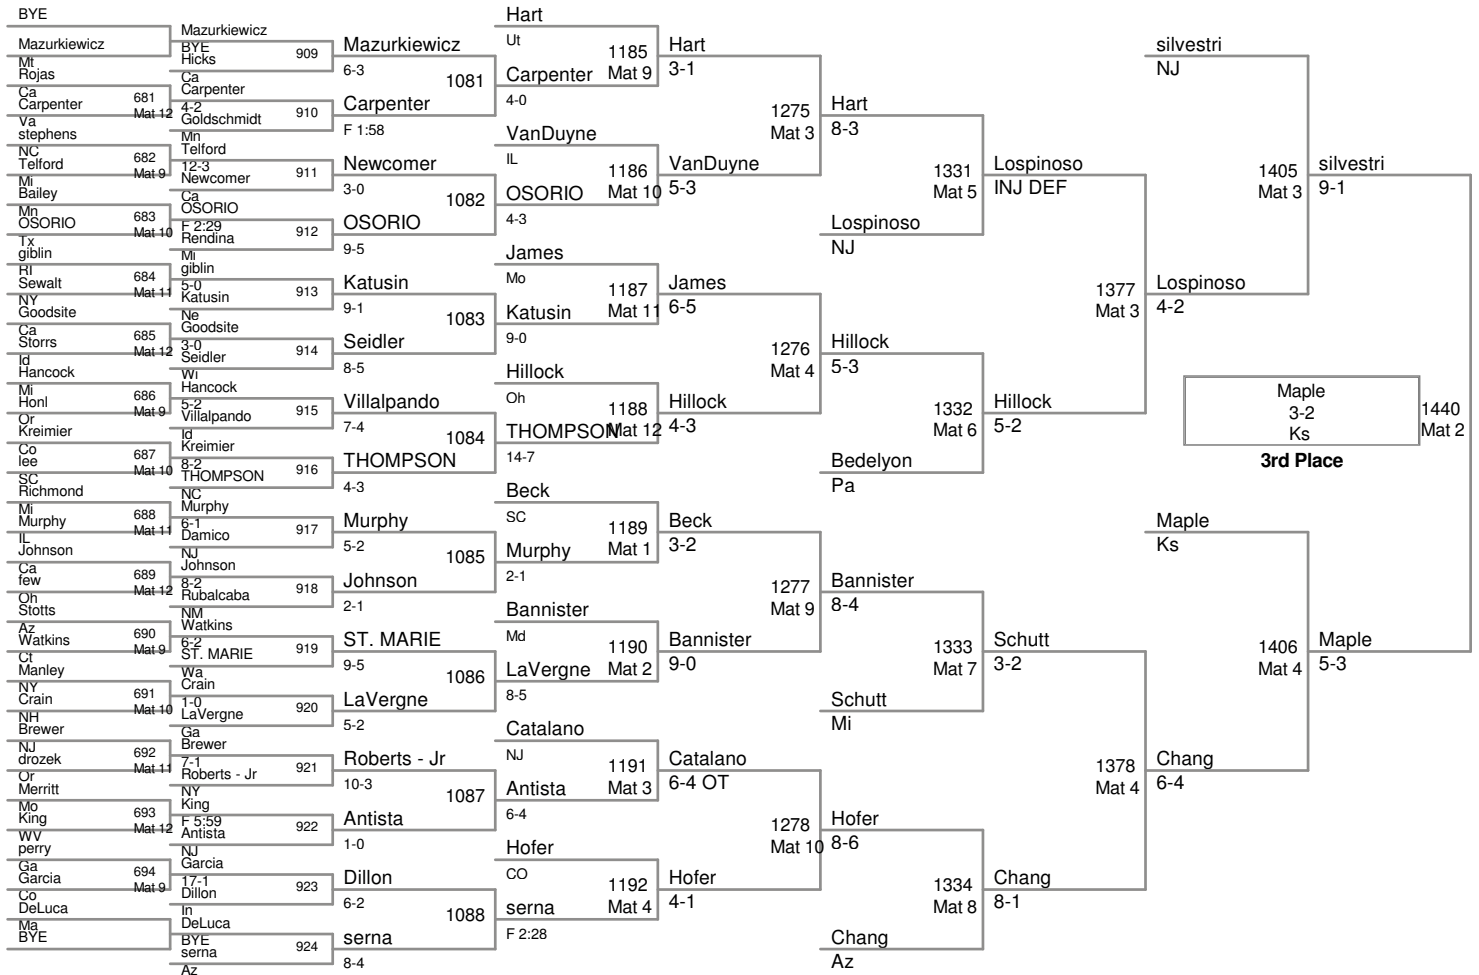 BYE
Mazurkiewicz
Mt
Rojas
Ca
Carpenter
Va
stephens
NC
Telford
Mi
Bailey
Mn
OSORIO
Tx
giblin
RI
Sewalt
NY
Goodsite
Ca
Storrs
Id
Hancock
Mi
Honl
Or
Kreimier
Co
lee
SC
Richmond
Mi
Murphy
IL
Johnson
Ca
few
Oh
Stotts
Az
Watkins
Ct
Manley
NY
Crain
NH
Brewer
NJ
drozek
Or
Merritt
Mo
King
WV
perry
Ga
Garcia
Co
DeLuca
Ma
BYE
681
Mat 12
682
Mat 9
683
Mat 10
684
Mat 11
685
Mat 12
686
Mat 9
687
Mat 10
688
Mat 11
689
Mat 12
690
Mat 9
691
Mat 10
692
Mat 11
693
Mat 12
694
Mat 9
Mazurkiewicz
BYE
Hicks
Ca
Carpenter
4-2
Goldschmidt
Mn
Telford
12-3
Newcomer
Ca
OSORIO
F 2:29
Rendina
Mi
giblin
5-0
Katusin
Ne
Goodsite
3-0
Seidler
Wi
Hancock
5-2
Villalpando
Id
Kreimier
8-2
THOMPSON
NC
Murphy
6-1
Damico
NJ
Johnson
8-2
Rubalcaba
NM
Watkins
6-2
ST. MARIE
Wa
Crain
1-0
LaVergne
Ga
Brewer
7-1
Roberts - Jr
NY
King
F 5:59
Antista
NJ
Garcia
17-1
Dillon
In
DeLuca
BYE
serna
Az
909
910
911
912
913
914
915
916
917
918
919
920
921
922
923
924
Mazurkiewicz
6-3
Carpenter
F 1:58
Newcomer
3-0
OSORIO
9-5
Katusin
9-1
Seidler
8-5
Villalpando
7-4
THOMPSON
4-3
Murphy
5-2
Johnson
2-1
ST. MARIE
9-5
LaVergne
5-2
Roberts - Jr
10-3
Antista
1-0
Dillon
6-2
serna
8-4
1081
1082
1083
1084
1085
1086
1087
1088
Hart
Ut
Carpenter
4-0
VanDuyne
IL
OSORIO
4-3
James
Mo
Katusin
9-0
Hillock
Oh
THOMPSON
14-7
Beck
SC
Murphy
2-1
Bannister
Md
LaVergne
8-5
Catalano
NJ
Antista
6-4
Hofer
CO
serna
F 2:28
1185
Mat 9
1186
Mat 10
1187
Mat 11
1188
Mat 12
1189
Mat 1
1190
Mat 2
1191
Mat 3
1192
Mat 4
Hart
3-1
VanDuyne
5-3
James
6-5
Hillock
4-3
Beck
3-2
Bannister
9-0
Catalano
6-4 OT
Hofer
4-1
1275
Mat 3
1276
Mat 4
1277
Mat 9
1278
Mat 10
Hart
8-3
Lospinoso
NJ
Hillock
5-3
Bedelyon
Pa
Bannister
8-4
Schutt
Mi
Hofer
8-6
Chang
Az
1331
Mat 5
1332
Mat 6
1333
Mat 7
1334
Mat 8
Lospinoso
INJ DEF
Hillock
5-2
Schutt
3-2
Chang
8-1
1377
Mat 3
1378
Mat 4
silvestri
NJ
Lospinoso
4-2
Maple
Ks
Chang
6-4
1405
Mat 3
1406
Mat 4
silvestri
9-1
Maple
5-3
Maple
3-2
Ks
3rd Place
1440
Mat 2